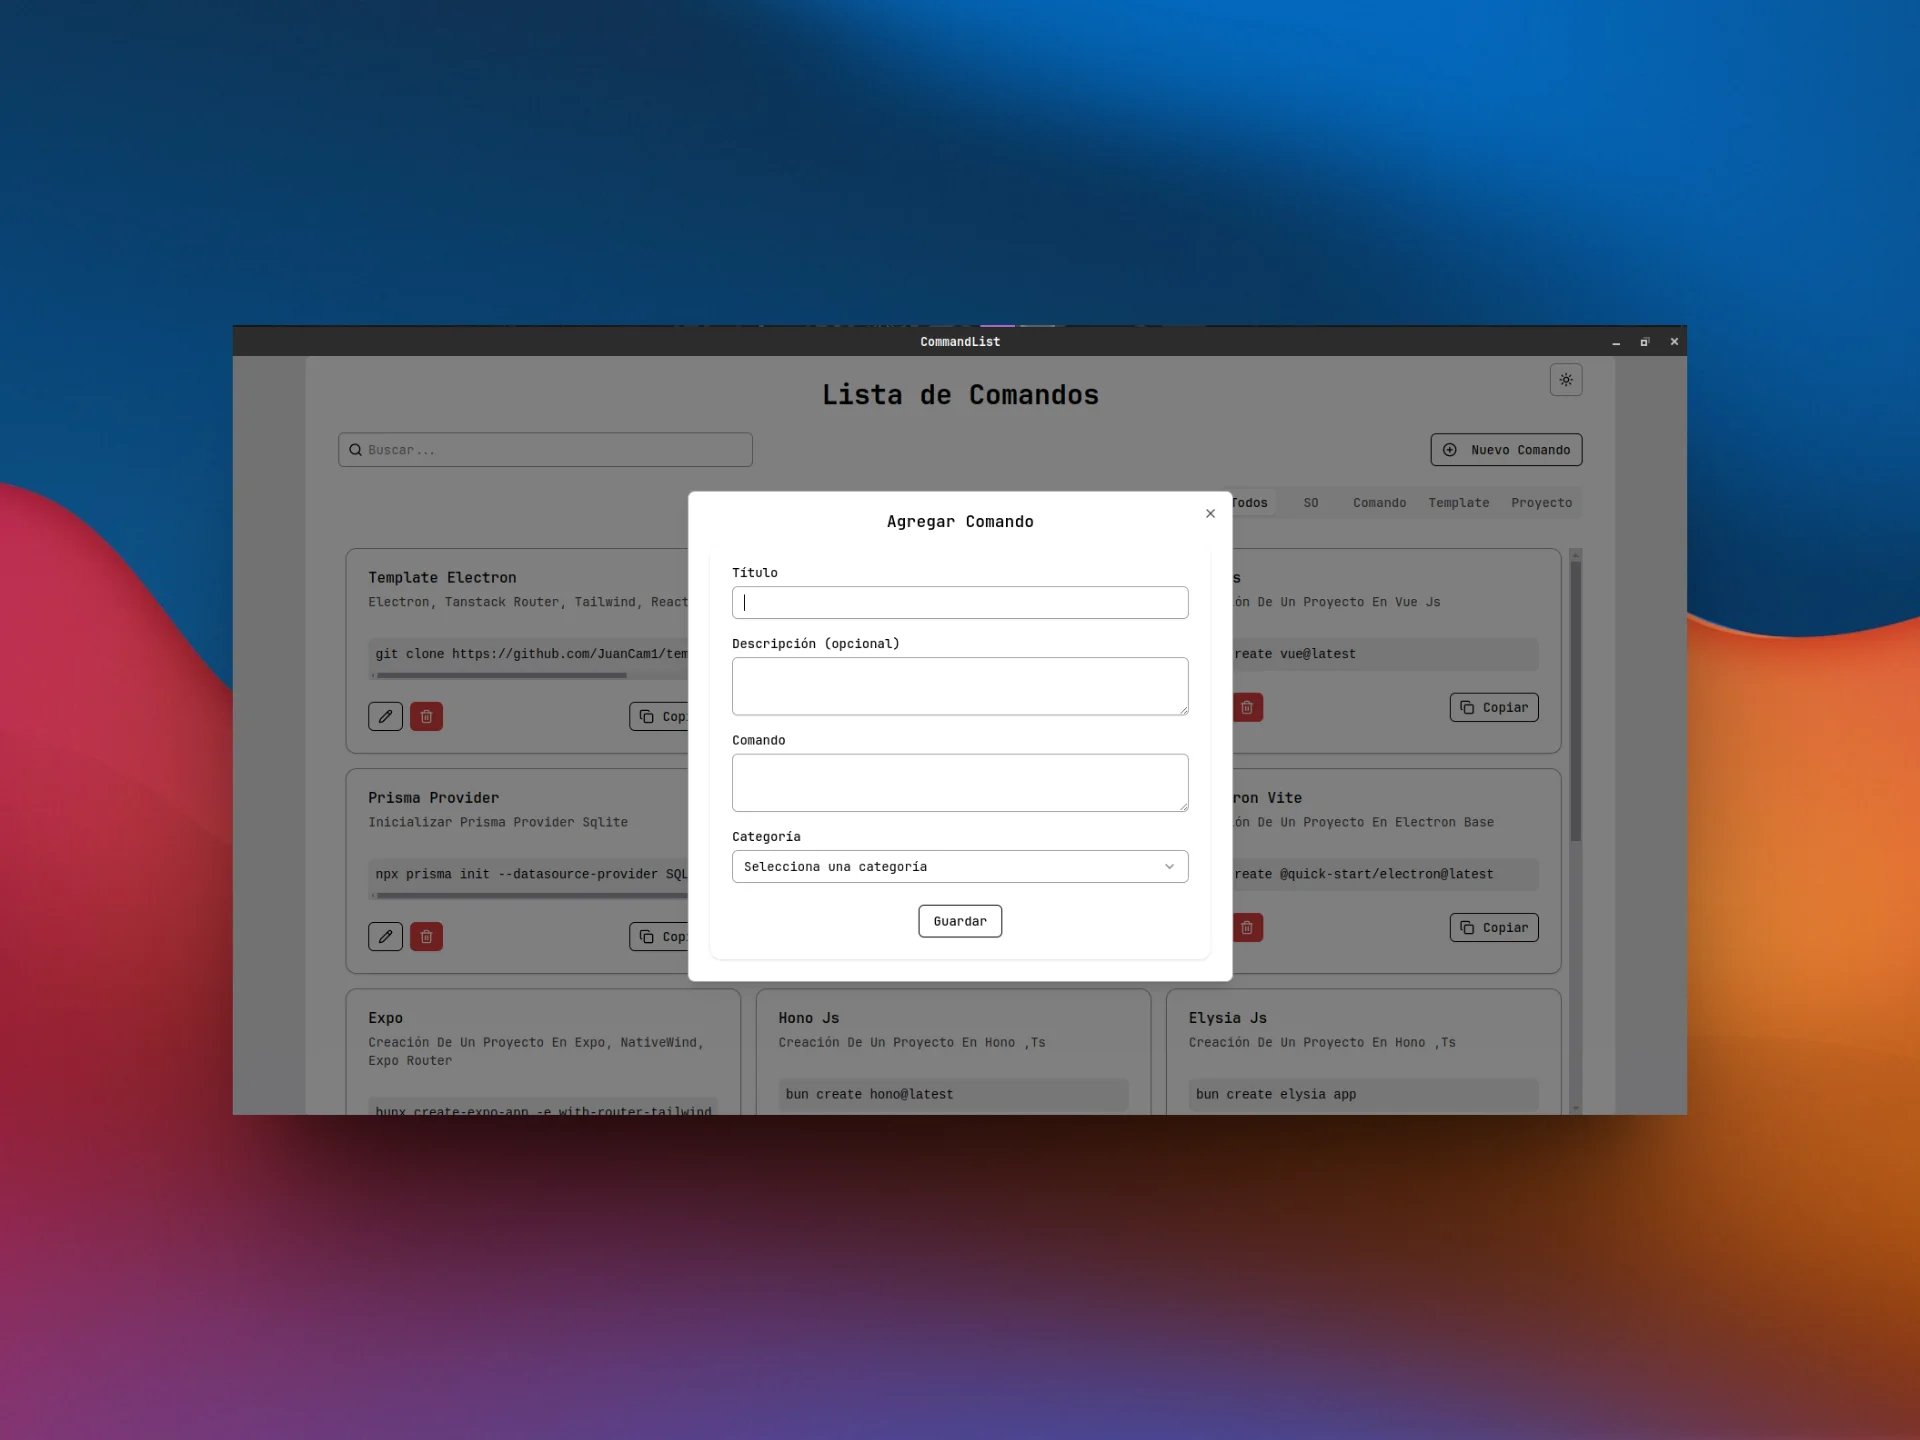 CommandList
Lista de Comandos
Buscar...
Nuevo Comando
Todos SO Comando Template Proyecto
Template Electron
Electron, Tanstack Router, Tailwind, React
git clone https://github.com/JuanCam1/tem
Copi
s
ón De Un Proyecto En Vue Js
reate vue@latest
Copiar
Agregar Comando
Título
Descripción (opcional)
Comando
Categoría
Selecciona una categoría
Guardar
Prisma Provider
Inicializar Prisma Provider Sqlite
npx prisma init --datasource-provider SQL
Copi
ron Vite
ón De Un Proyecto En Electron Base
reate @quick-start/electron@latest
Copiar
Expo
Creación De Un Proyecto En Expo, NativeWind,
Expo Router
bunx create-expo-app -e with-router-tailwind
Hono Js
Creación De Un Proyecto En Hono ,Ts
bun create hono@latest
Elysia Js
Creación De Un Proyecto En Hono ,Ts
bun create elysia app